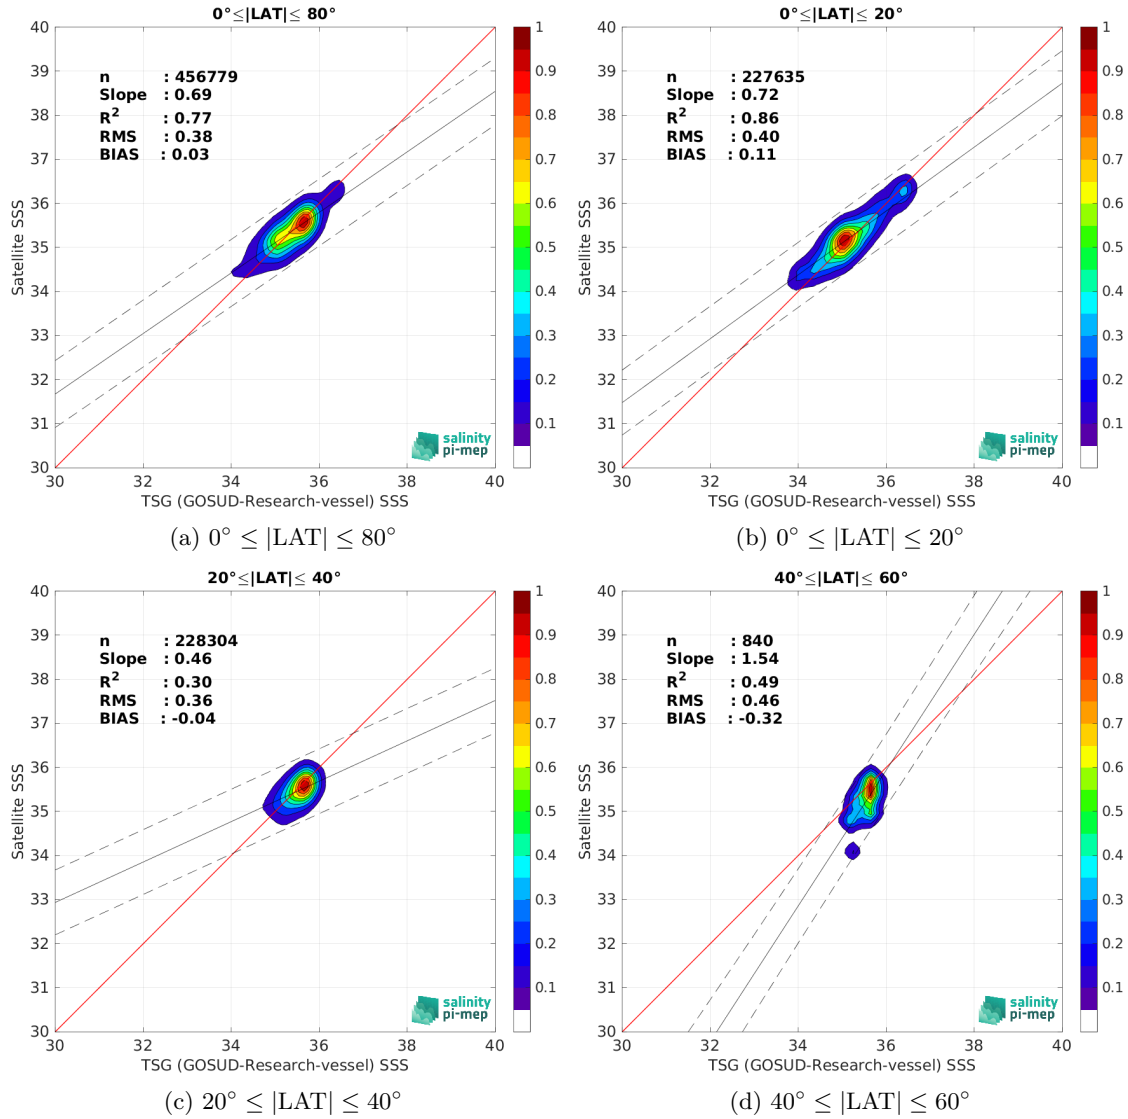 0°≤|LAT|≤ 80°
40
39
38
37
36
35
34
33
32
31
30
Satellite SSS
n : 456779
Slope : 0.69
R² : 0.77
RMS : 0.38
BIAS : 0.03
salinity
pi-mep
30 32 34 36 38 40
TSG (GOSUD-Research-vessel) SSS
1
0.9
0.8
0.7
0.6
0.5
0.4
0.3
0.2
0.1
(a) 0° ≤ |LAT| ≤ 80°
0°≤|LAT|≤ 20°
40
39
38
37
36
35
34
33
32
31
30
Satellite SSS
n : 227635
Slope : 0.72
R² : 0.86
RMS : 0.40
BIAS : 0.11
salinity
pi-mep
30 32 34 36 38 40
TSG (GOSUD-Research-vessel) SSS
1
0.9
0.8
0.7
0.6
0.5
0.4
0.3
0.2
0.1
(b) 0° ≤ |LAT| ≤ 20°
20°≤|LAT|≤ 40°
40
39
38
37
36
35
34
33
32
31
30
Satellite SSS
n : 228304
Slope : 0.46
R² : 0.30
RMS : 0.36
BIAS : -0.04
salinity
pi-mep
30 32 34 36 38 40
TSG (GOSUD-Research-vessel) SSS
1
0.9
0.8
0.7
0.6
0.5
0.4
0.3
0.2
0.1
(c) 20° ≤ |LAT| ≤ 40°
40°≤|LAT|≤ 60°
40
39
38
37
36
35
34
33
32
31
30
Satellite SSS
n : 840
Slope : 1.54
R² : 0.49
RMS : 0.46
BIAS : -0.32
salinity
pi-mep
30 32 34 36 38 40
TSG (GOSUD-Research-vessel) SSS
1
0.9
0.8
0.7
0.6
0.5
0.4
0.3
0.2
0.1
(d) 40° ≤ |LAT| ≤ 60°